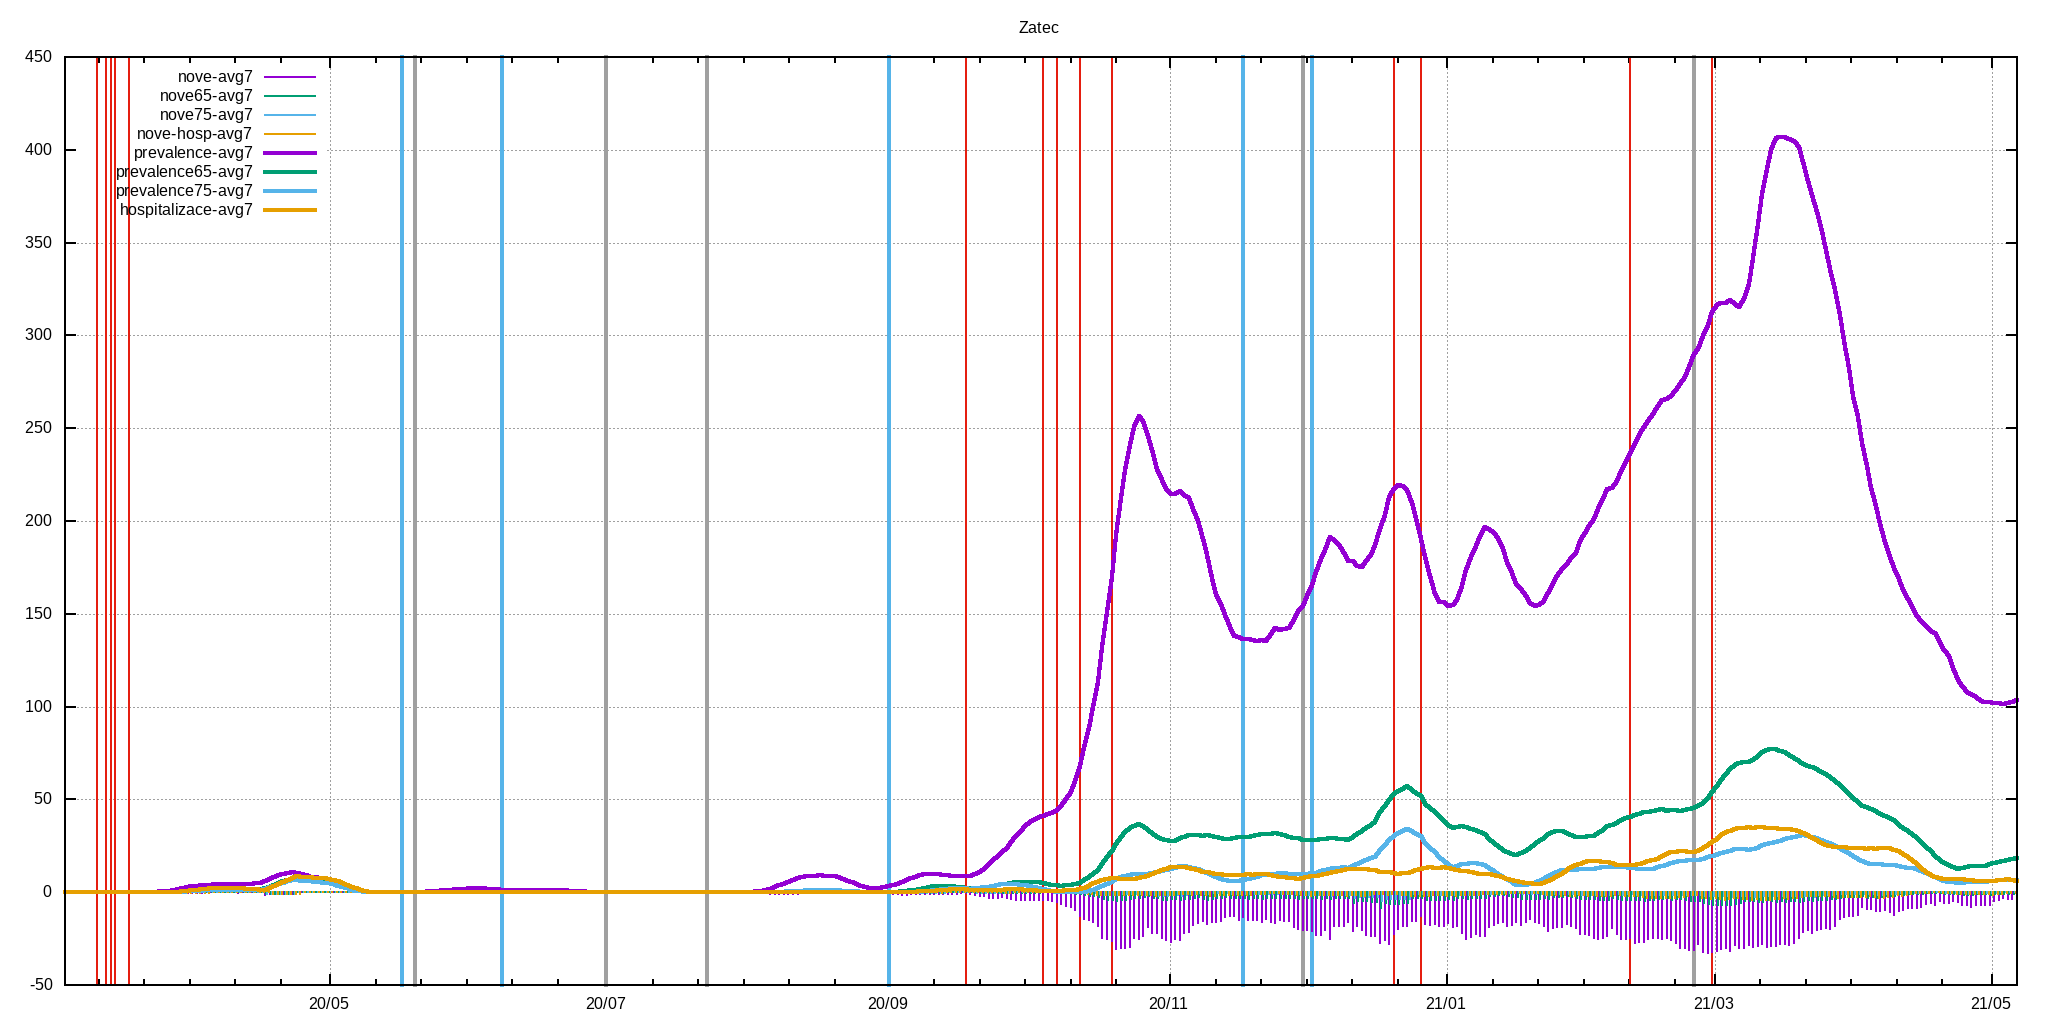 Zatec
450
400
350
300
250
200
150
100
50
0
-50
nove-avg7
nove65-avg7
nove75-avg7
nove-hosp-avg7
prevalence-avg7
prevalence65-avg7
prevalence75-avg7
hospitalizace-avg7
20/05 20/07 20/09 20/11 21/01 21/03 21/05